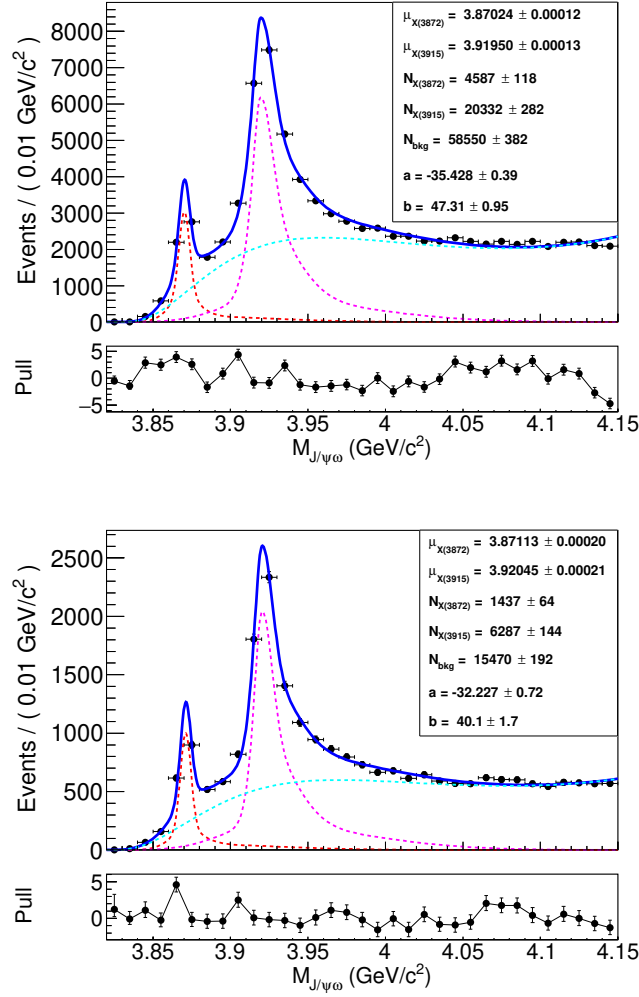 Events / ( 0.01 GeV/c²)
8000
7000
6000
5000
4000
3000
2000
1000
0
μX(3872) = 3.87024 ± 0.00012
μX(3915) = 3.91950 ± 0.00013
NX(3872) = 4587 ± 118
NX(3915) = 20332 ± 282
Nbkg = 58550 ± 382
a = -35.428 ± 0.39
b = 47.31 ± 0.95
Pull
5
0
−5
3.85 3.9 3.95 4 4.05 4.1 4.15
MJ/ψω (GeV/c²)
Events / ( 0.01 GeV/c²)
2500
2000
1500
1000
500
0
μX(3872) = 3.87113 ± 0.00020
μX(3915) = 3.92045 ± 0.00021
NX(3872) = 1437 ± 64
NX(3915) = 6287 ± 144
Nbkg = 15470 ± 192
a = -32.227 ± 0.72
b = 40.1 ± 1.7
Pull
5
0
3.85 3.9 3.95 4 4.05 4.1 4.15
MJ/ψω (GeV/c²)